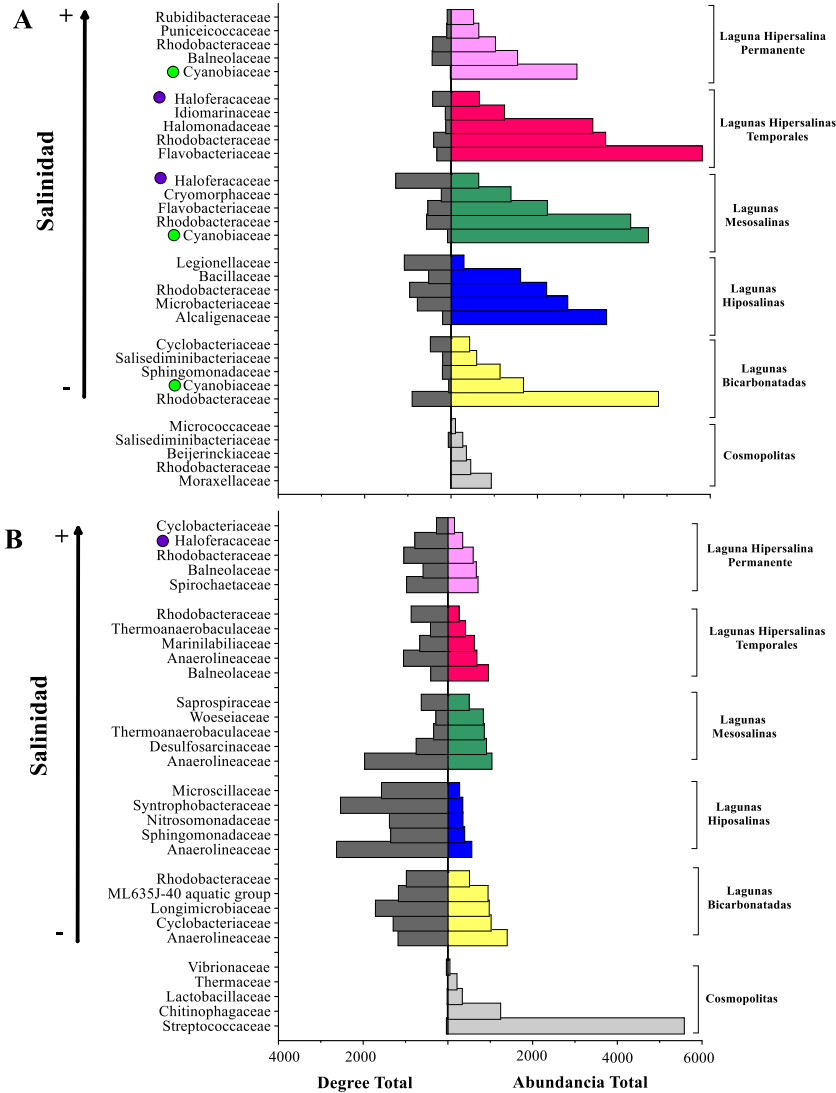 A
+
Salinidad
-
Rubidibacteraceae
Puniceicoccaceae
Rhodobacteraceae
Balneolaceae
Cyanobiaceae
Laguna Hipersalina
Permanente
Haloferacaceae
Idiomarinaceae
Halomonadaceae
Rhodobacteraceae
Flavobacteriaceae
Lagunas Hipersalinas
Temporales
Haloferacaceae
Cryomorphaceae
Flavobacteriaceae
Rhodobacteraceae
Cyanobiaceae
Lagunas
Mesosalinas
Legionellaceae
Bacillaceae
Rhodobacteraceae
Microbacteriaceae
Alcaligenaceae
Lagunas
Hiposalinas
Cyclobacteriaceae
Salisediminibacteriaceae
Sphingomonadaceae
Cyanobiaceae
Rhodobacteraceae
Lagunas
Bicarbonatadas
Micrococcaceae
Salisediminibacteriaceae
Beijerinckiaceae
Rhodobacteraceae
Moraxellaceae
Cosmopolitas
B
+
Salinidad
-
Cyclobacteriaceae
Haloferacaceae
Rhodobacteraceae
Balneolaceae
Spirochaetaceae
Laguna Hipersalina
Permanente
Rhodobacteraceae
Thermoanaerobaculaceae
Marinilabiliaceae
Anaerolineaceae
Balneolaceae
Lagunas Hipersalinas
Temporales
Saprospiraceae
Woeseiaceae
Thermoanaerobaculaceae
Desulfosarcinaceae
Anaerolineaceae
Lagunas
Mesosalinas
Microscillaceae
Syntrophobacteraceae
Nitrosomonadaceae
Sphingomonadaceae
Anaerolineaceae
Lagunas
Hiposalinas
Rhodobacteraceae
ML635J-40 aquatic group
Longimicrobiaceae
Cyclobacteriaceae
Anaerolineaceae
Lagunas
Bicarbonatadas
Vibrionaceae
Thermaceae
Lactobacillaceae
Chitinophagaceae
Streptococcaceae
Cosmopolitas
4000 2000 2000 4000 6000
Degree Total Abundancia Total